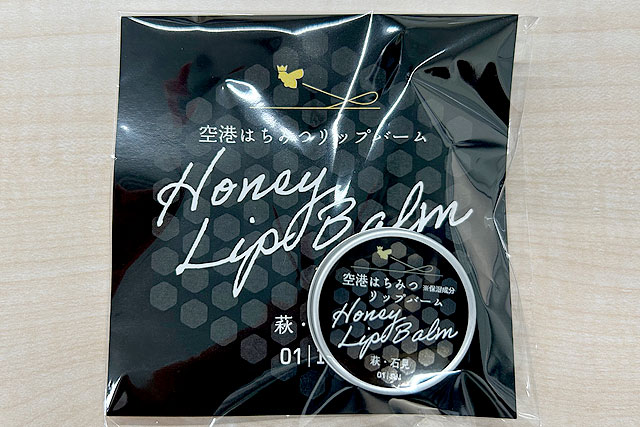 空港はちみつリップバーム
Honey
Lip Balm
萩・
01|
空港はちみつ ※保湿成分
リップバーム
Honey
Lip Balm
萩・石見
01|